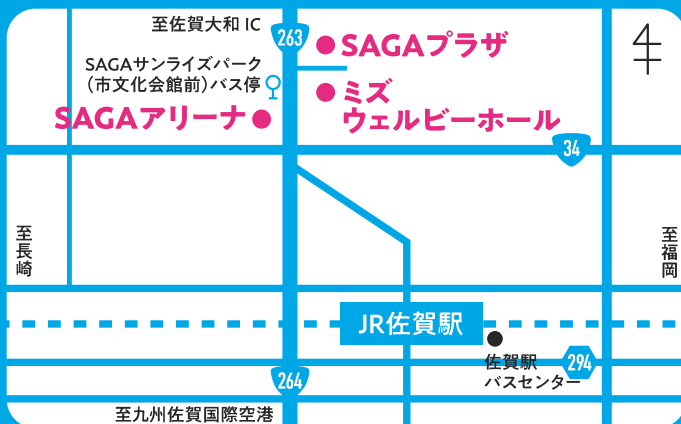 至佐賀大和 IC
263
SAGAプラザ
SAGAサンライズパーク
（市文化会館前）バス停
ミズ
ウェルビーホール
SAGAアリーナ
34
至長崎
至福岡
JR佐賀駅
佐賀駅
バスセンター
294
264
至九州佐賀国際空港